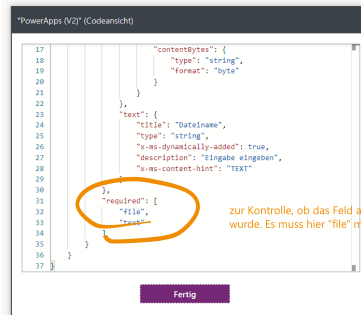 "PowerApps (V2)" (Codeansicht)
17 "contentBytes": {
18 "type": "string",
19 "format": "byte"
20 }
21 }
22 },
23 "text": {
24 "title": "Dateiname",
25 "type": "string",
26 "x-ms-dynamically-added": true,
27 "description": "Eingabe eingeben",
28 "x-ms-content-hint": "TEXT"
29 }
30 },
31 "required": [
32 "file",
33 "text"
34 ]
35 }
36 }
37 }
zur Kontrolle, ob das Feld a
wurde. Es muss hier "file" m
Fertig